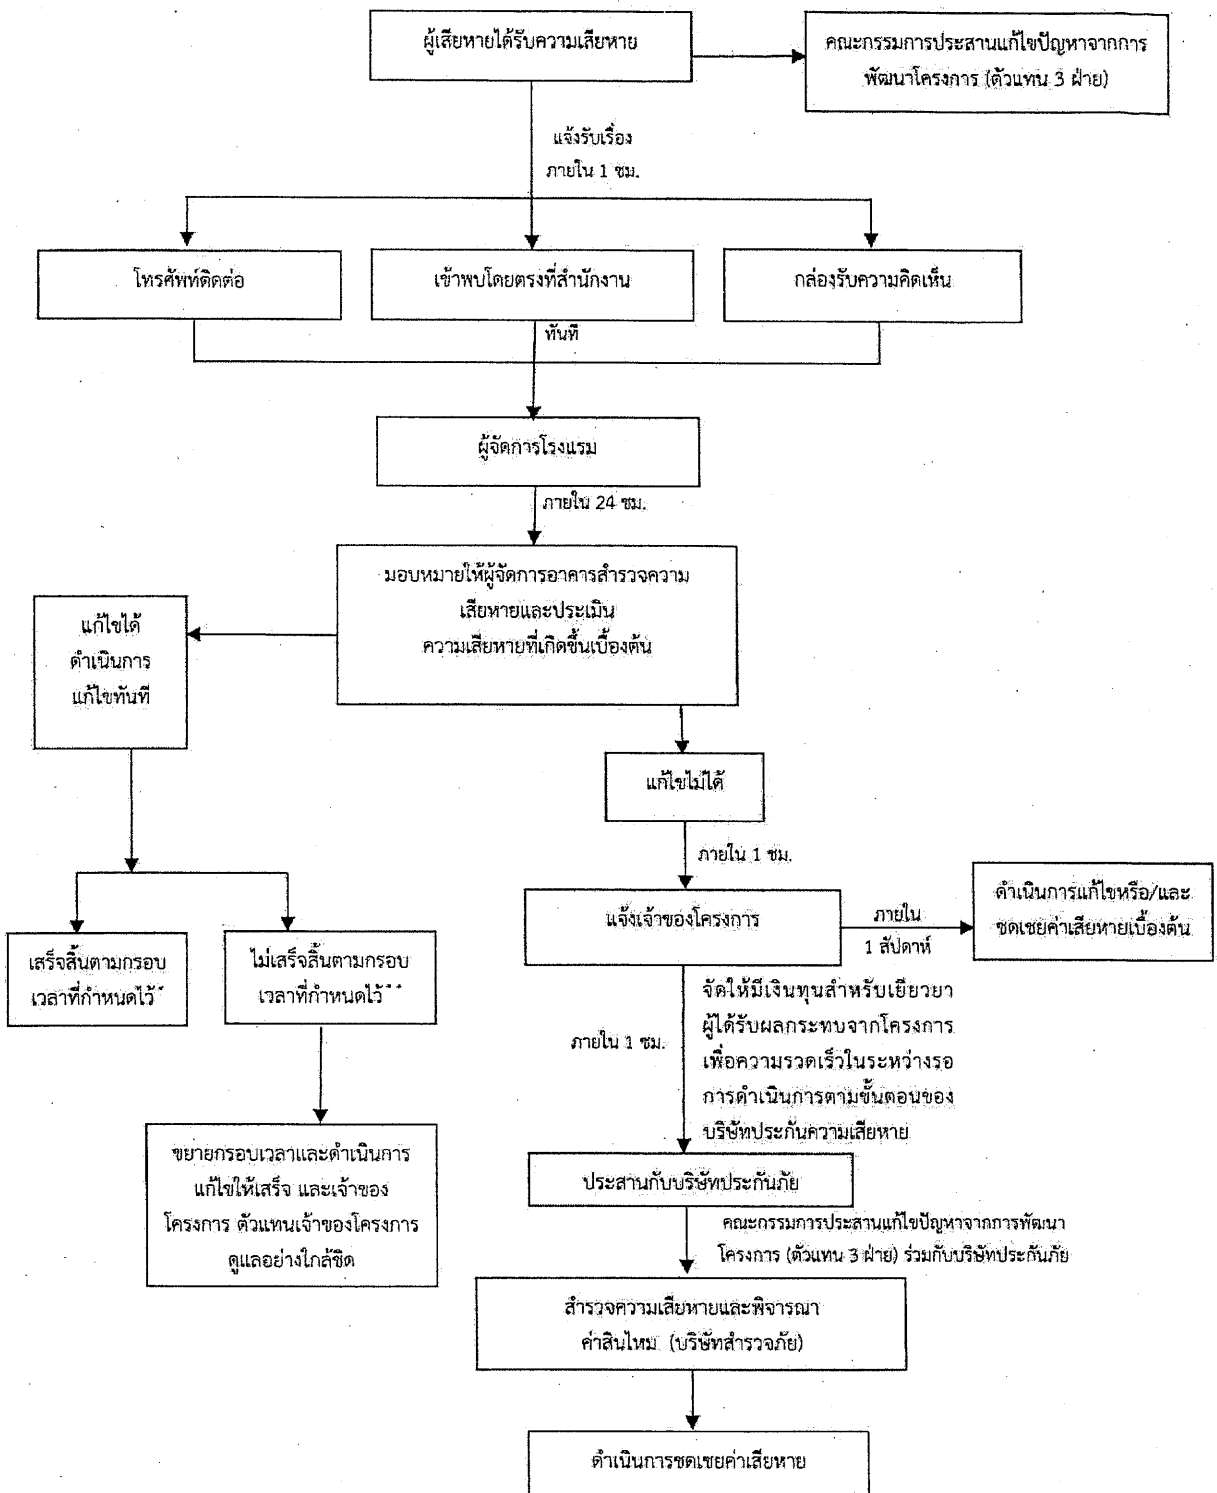 ผู้เสียหายได้รับความเสียหาย
คณะกรรมการประสานแก้ไขปัญหาจากการ
พัฒนาโครงการ (ตัวแทน 3 ฝ่าย)
แจ้งรับเรื่อง
ภายใน 1 ชม.
โทรศัพท์ติดต่อ
เข้าพบโดยตรงที่สำนักงาน
กล่องรับความคิดเห็น
ทันที
ผู้จัดการโรงแรม
ภายใน 24 ชม.
มอบหมายให้ผู้จัดการอาคารสำรวจความ
เสียหายและประเมิน
ความเสียหายที่เกิดขึ้นเบื้องต้น
แก้ไขได้
ดำเนินการ
แก้ไขทันที
แก้ไขไม่ได้
ภายใน 1 ชม.
แจ้งเจ้าของโครงการ
ภายใน
1 สัปดาห์
ดำเนินการแก้ไขหรือ/และ
ชดเชยค่าเสียหายเบื้องต้น
เสร็จสิ้นตามกรอบ
เวลาที่กำหนดไว้*
ไม่เสร็จสิ้นตามกรอบ
เวลาที่กำหนดไว้**
ภายใน 1 ชม.
จัดให้มีเงินทุนสำหรับเยียวยา
ผู้ได้รับผลกระทบจากโครงการ
เพื่อความรวดเร็วในระหว่างรอ
การดำเนินการตามขั้นตอนของ
บริษัทประกันความเสียหาย
ขยายกรอบเวลาและดำเนินการ
แก้ไขให้เสร็จ และเจ้าของ
โครงการ ตัวแทนเจ้าของโครงการ
ดูแลอย่างใกล้ชิด
ประสานกับบริษัทประกันภัย
คณะกรรมการประสานแก้ไขปัญหาจากการพัฒนา
โครงการ (ตัวแทน 3 ฝ่าย) ร่วมกับบริษัทประกันภัย
สำรวจความเสียหายและพิจารณา
ค่าสินไหม (บริษัทสำรวจภัย)
ดำเนินการชดเชยค่าเสียหาย